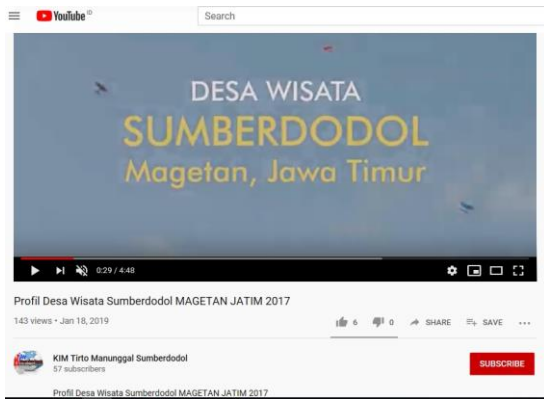 YouTube ID
Search
DESA WISATA
SUMBERDODOL
Magetan, Jawa Timur
0:29 / 4:48
Profil Desa Wisata Sumberdodol MAGETAN JATIM 2017
143 views • Jan 18, 2019
6 0 SHARE SAVE
KIM Tirto Manunggal Sumberdodol
57 subscribers
SUBSCRIBE
Profil Desa Wisata Sumberdodol MAGETAN JATIM 2017